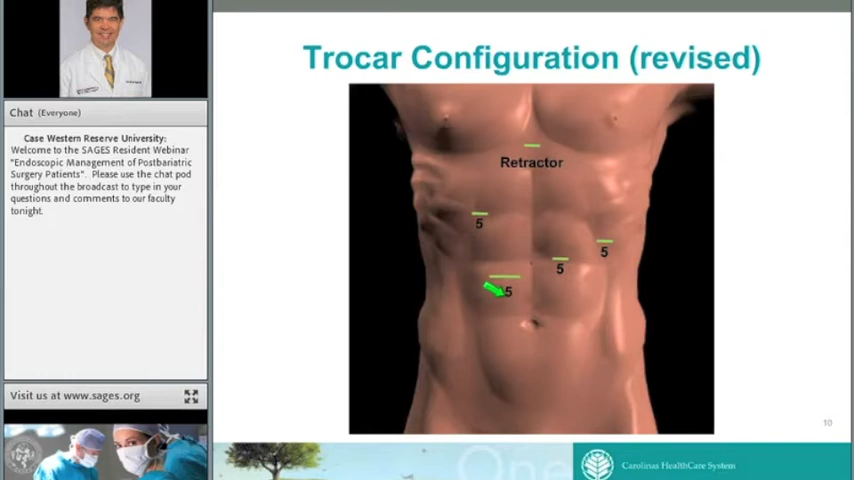 Chat (Everyone)
Case Western Reserve University:
Welcome to the SAGES Resident Webinar
"Endoscopic Management of Postbariatric
Surgery Patients". Please use the chat pod
throughout the broadcast to type in your
questions and comments to our faculty
tonight.
Visit us at www.sages.org
Trocar Configuration (revised)
Retractor
5
5
5
5
10
One
Carolinas HealthCare System